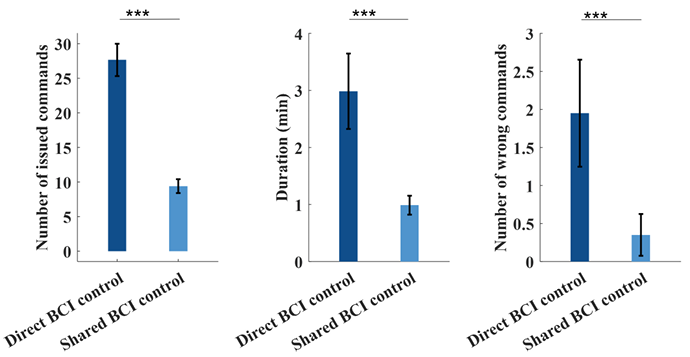 ***
Number of issued commands
30
25
20
15
10
5
0
Direct BCI control
Shared BCI control
***
Duration (min)
4
3
2
1
0
Direct BCI control
Shared BCI control
***
Number of wrong commands
3
2.5
2
1.5
1
0.5
0
Direct BCI control
Shared BCI control